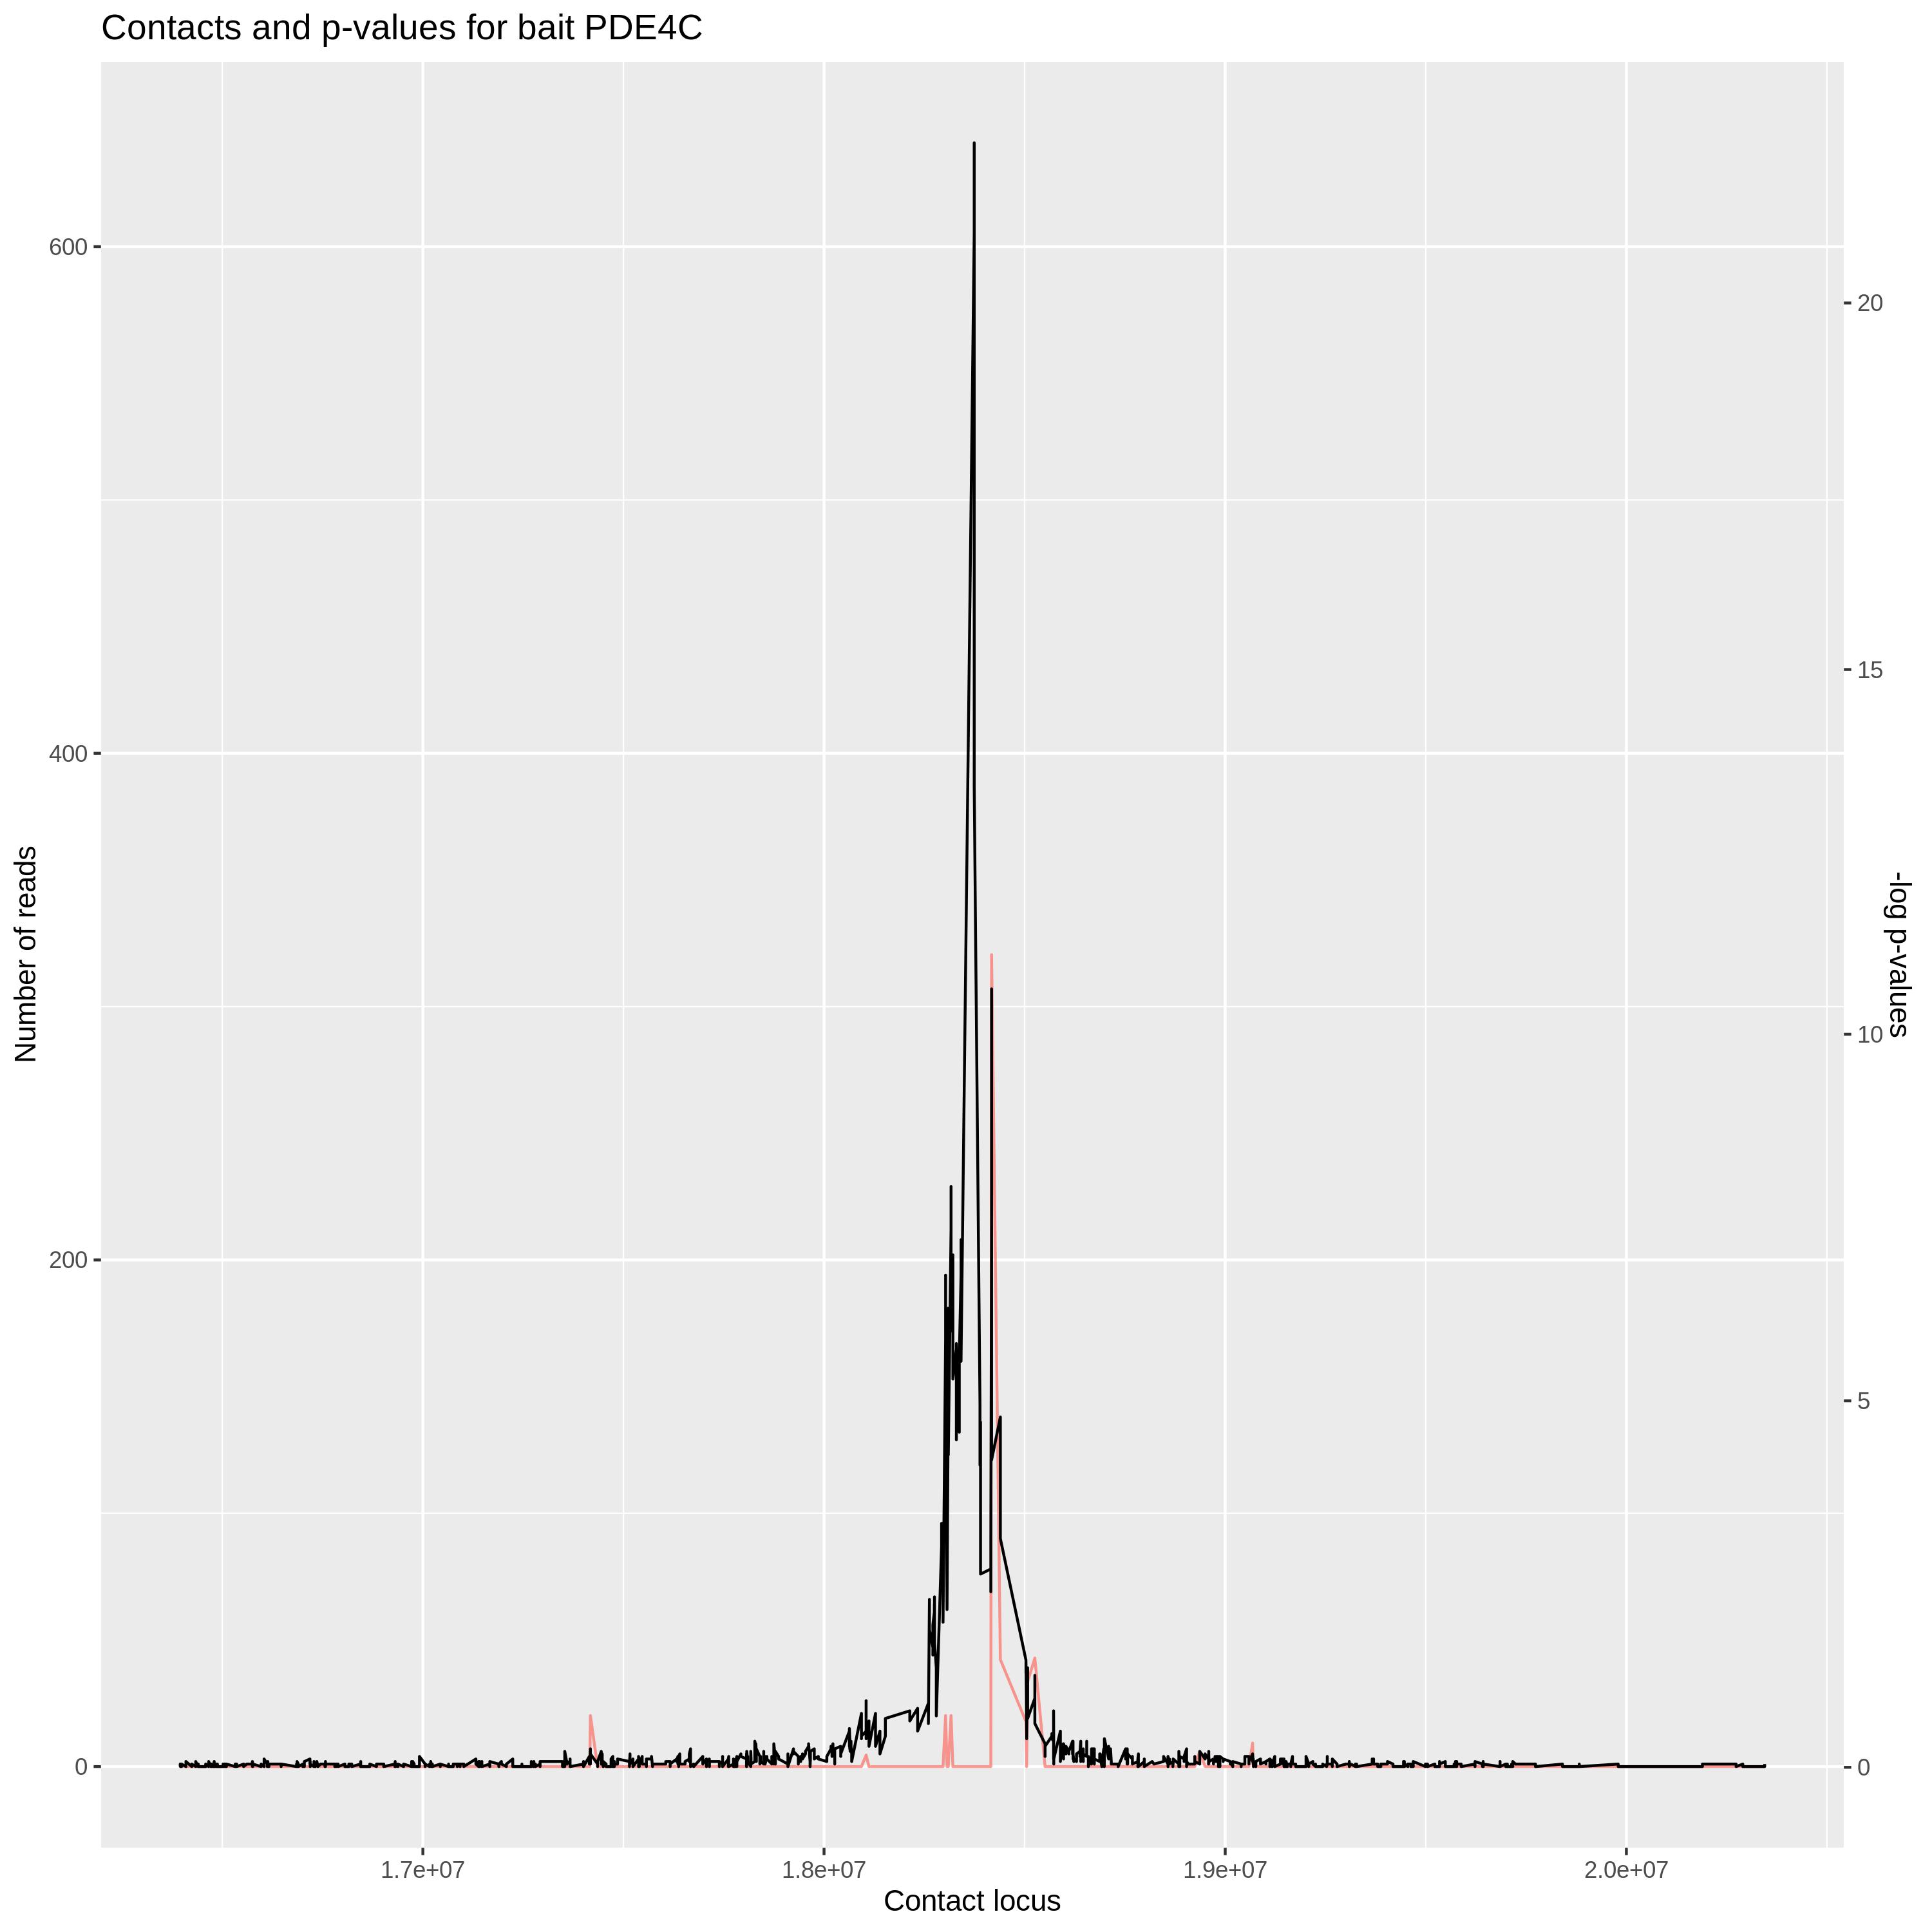 Contacts and p-values for bait PDE4C
600
400
200
0
Number of reads
20
15
10
5
0
-log p-values
1.7e+07
1.8e+07
1.9e+07
2.0e+07
Contact locus